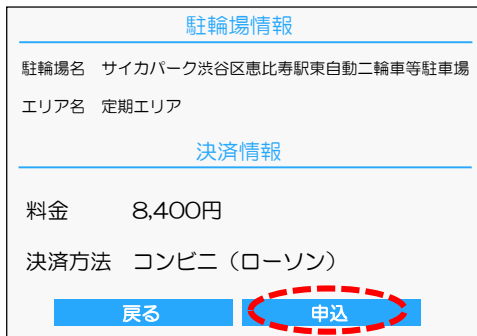 駐輪場情報
駐輪場名 サイカパーク渋谷区恵比寿駅東自動二輪車等駐車場
エリア名 定期エリア
決済情報
料金 8,400円
決済方法 コンビニ（ローソン）
戻る 申込